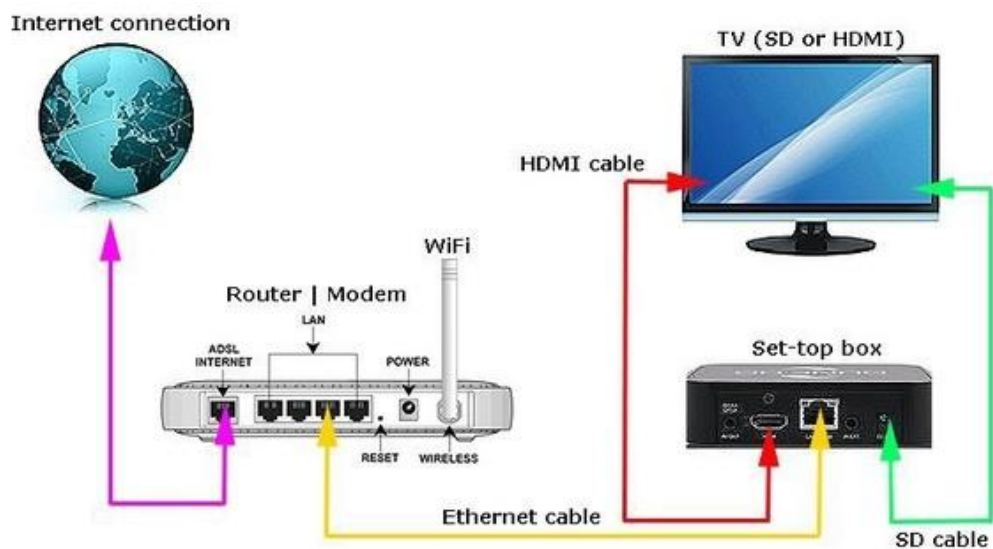 Internet connection
TV (SD or HDMI)
HDMI cable
WiFi
Router | Modem
LAN
ADSL
INTERNET
POWER
Set-top box
RESET
WIRELESS
Ethernet cable
SD cable